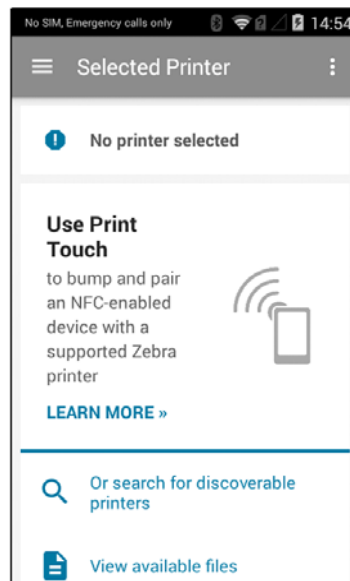 No SIM, Emergency calls only 14:54
Selected Printer
No printer selected
Use Print
Touch
to bump and pair
an NFC-enabled
device with a
supported Zebra
printer
LEARN MORE »
Or search for discoverable
printers
View available files